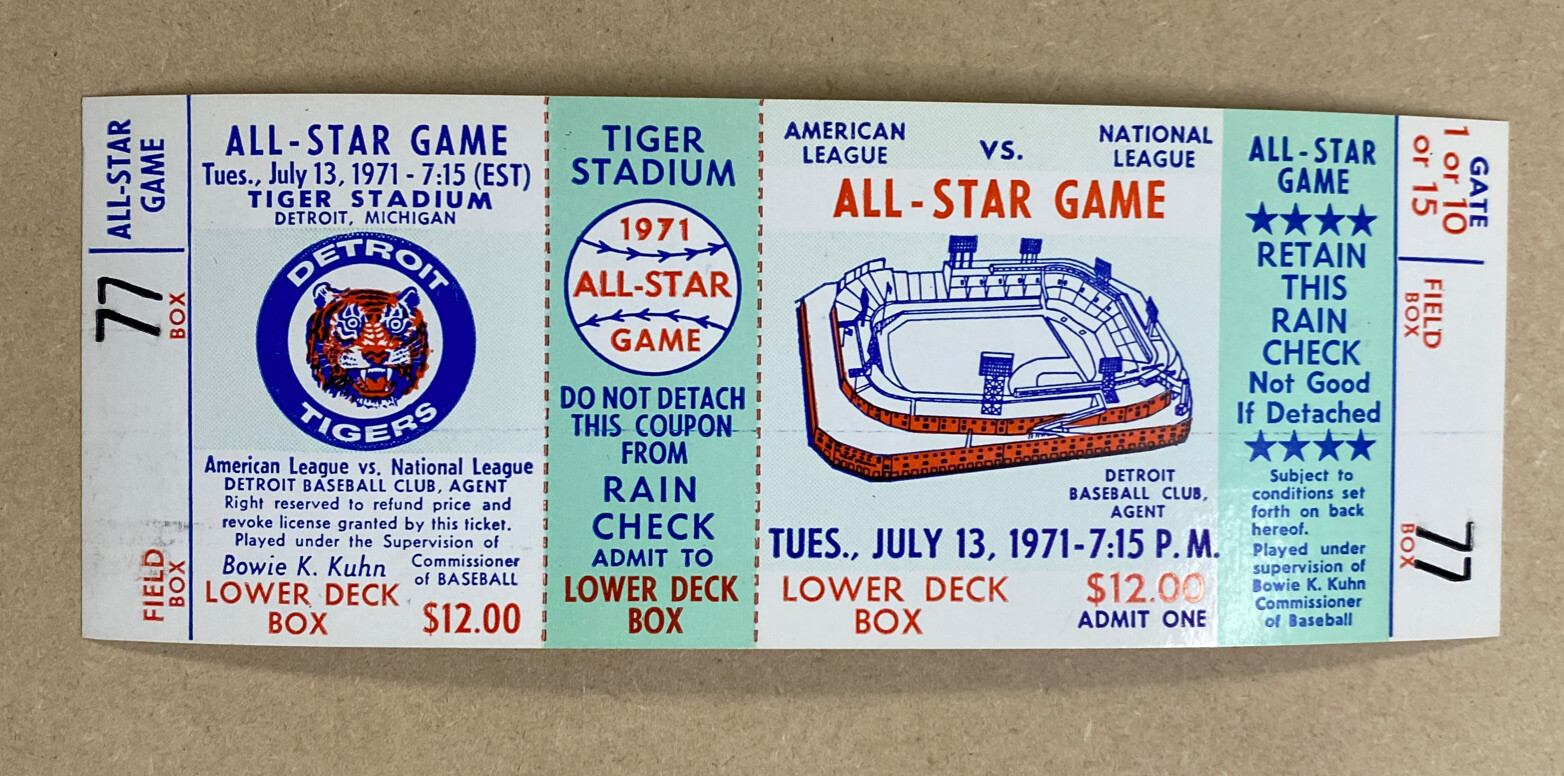 ALL-STAR
GAME
77
BOX
FIELD
BOX
ALL-STAR GAME
Tues., July 13, 1971 - 7:15 (EST)
TIGER STADIUM
DETROIT, MICHIGAN
DETROIT
TIGERS
American League vs. National League
DETROIT BASEBALL CLUB, AGENT
Right reserved to refund price and
revoke license granted by this ticket.
Played under the Supervision of
Bowie K. Kuhn
Commissioner
of BASEBALL
LOWER DECK
BOX
$12.00
TIGER
STADIUM
1971
ALL-STAR
GAME
DO NOT DETACH
THIS COUPON
FROM
RAIN
CHECK
ADMIT TO
LOWER DECK
BOX
AMERICAN
LEAGUE
VS.
NATIONAL
LEAGUE
ALL-STAR GAME
DETROIT
BASEBALL CLUB,
AGENT
TUES., JULY 13, 1971-7:15 P.M.
LOWER DECK
BOX
$12.00
ADMIT ONE
ALL-STAR
GAME
RETAIN
THIS
RAIN
CHECK
Not Good
If Detached
Subject to
conditions set
forth on back
hereof.
Played under
supervision of
Bowie K. Kuhn
Commissioner
of Baseball
GATE
1 or 10
or 15
FIELD
BOX
77
BOX